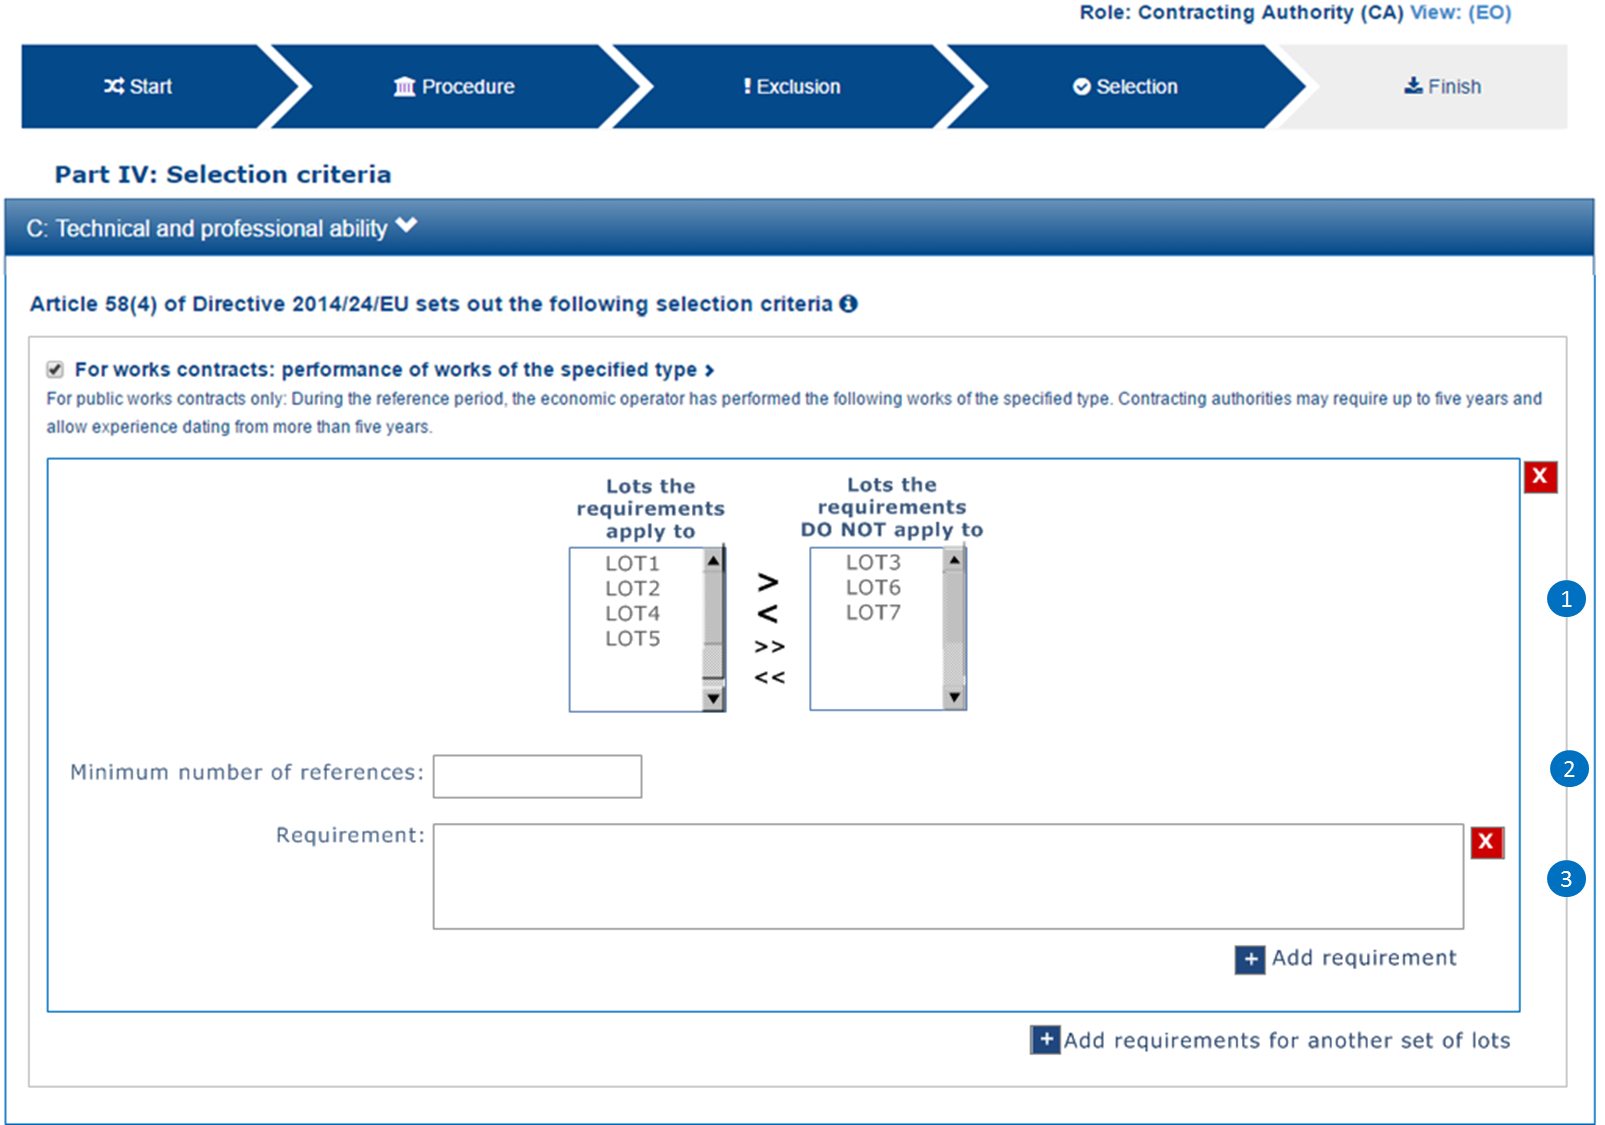 Role: Contracting Authority (CA) View: (EO)
Start
Procedure
! Exclusion
Selection
Finish
Part IV: Selection criteria
C: Technical and professional ability
Article 58(4) of Directive 2014/24/EU sets out the following selection criteria
For works contracts: performance of works of the specified type >
For public works contracts only: During the reference period, the economic operator has performed the following works of the specified type. Contracting authorities may require up to five years and
allow experience dating from more than five years.
X
Lots the
requirements
apply to
LOT1
LOT2
LOT4
LOT5
>
<
>>
<<
Lots the
requirements
DO NOT apply to
LOT3
LOT6
LOT7
1
Minimum number of references:
2
Requirement:
X
3
+ Add requirement
+ Add requirements for another set of lots